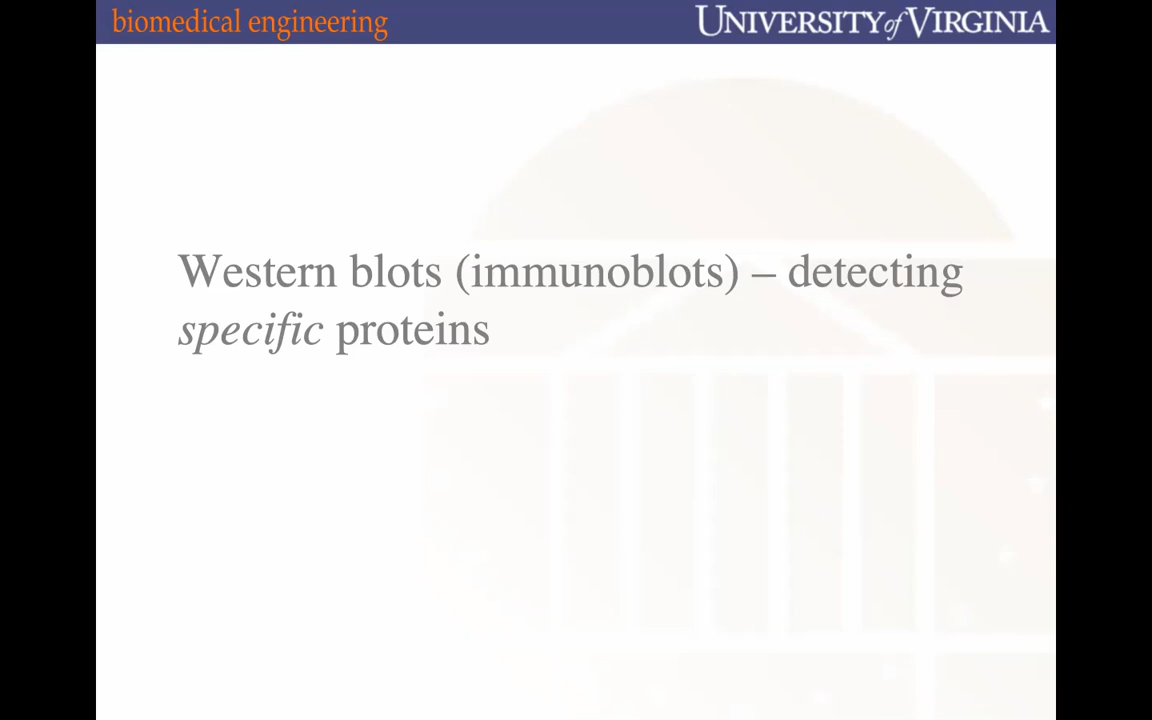 biomedical engineering
UNIVERSITY of VIRGINIA
Western blots (immunoblots) – detecting
specific proteins